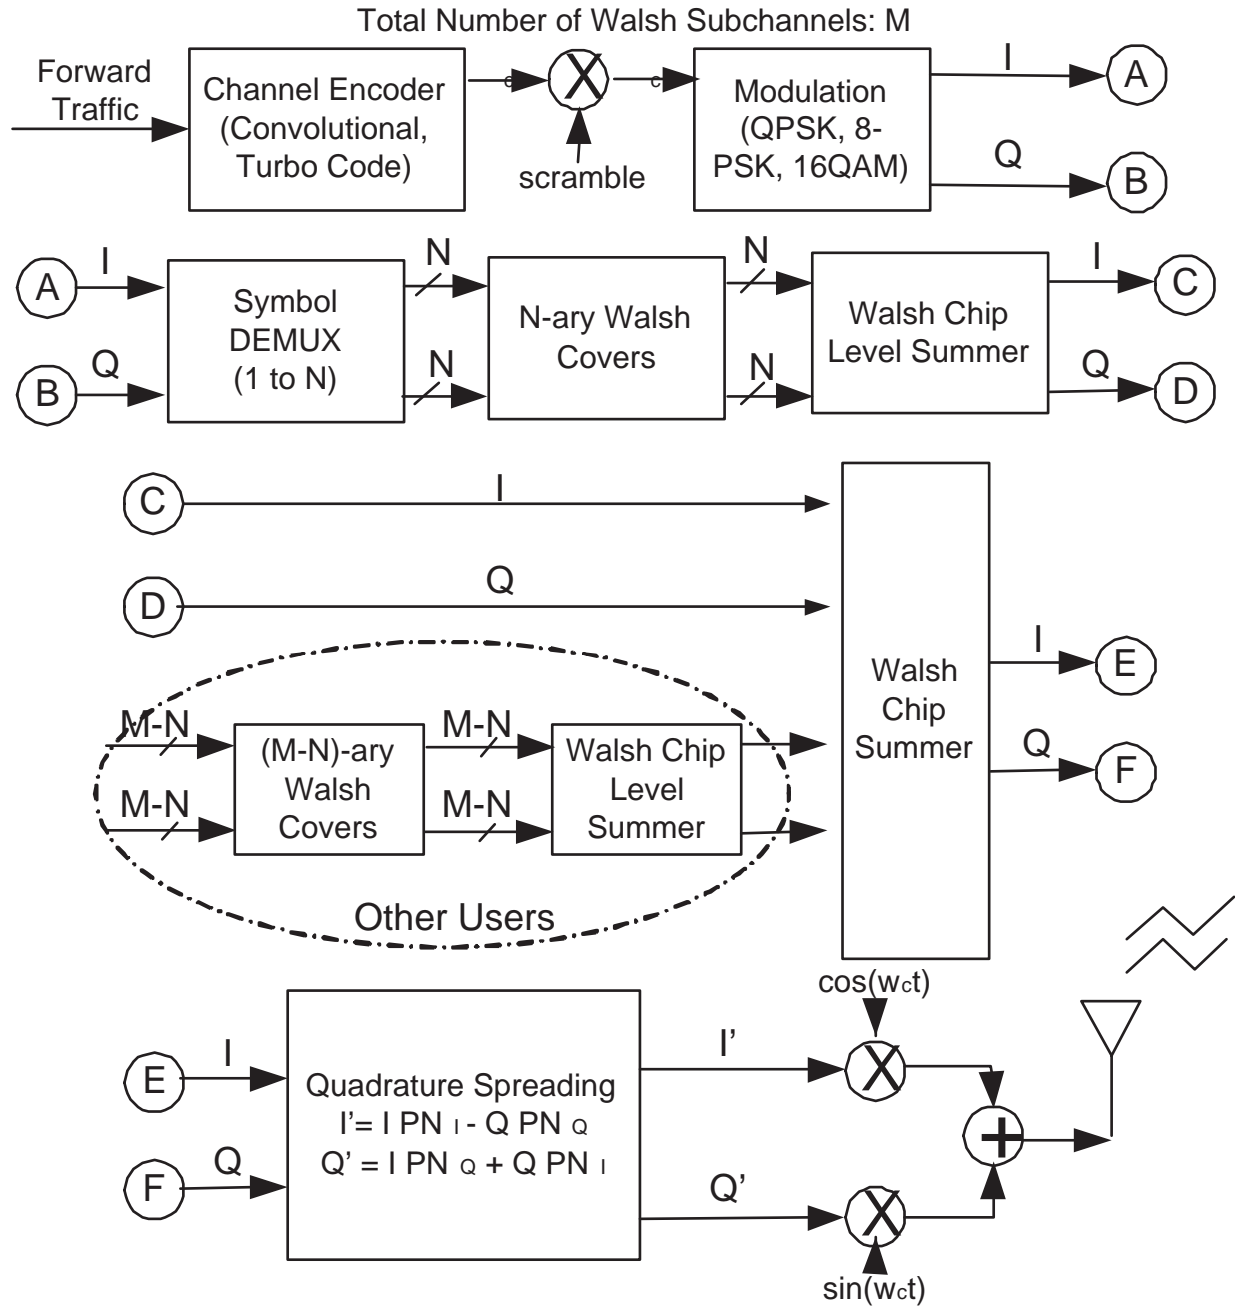 Total Number of Walsh Subchannels: M
Forward
Traffic
Channel Encoder
(Convolutional,
Turbo Code)
c
X
scramble
c
Modulation
(QPSK, 8-
PSK, 16QAM)
I
A
Q
B
A
I
B
Q
Symbol
DEMUX
(1 to N)
N
N
N-ary Walsh
Covers
N
N
Walsh Chip
Level Summer
I
C
Q
D
C
I
D
Q
M-N
M-N
(M-N)-ary
Walsh
Covers
M-N
M-N
Walsh Chip
Level
Summer
Other Users
Walsh
Chip
Summer
I
E
Q
F
E
I
F
Q
Quadrature Spreading
I'= I PN I - Q PN Q
Q' = I PN Q + Q PN I
I'
Q'
cos(wct)
X
X
sin(wct)
+